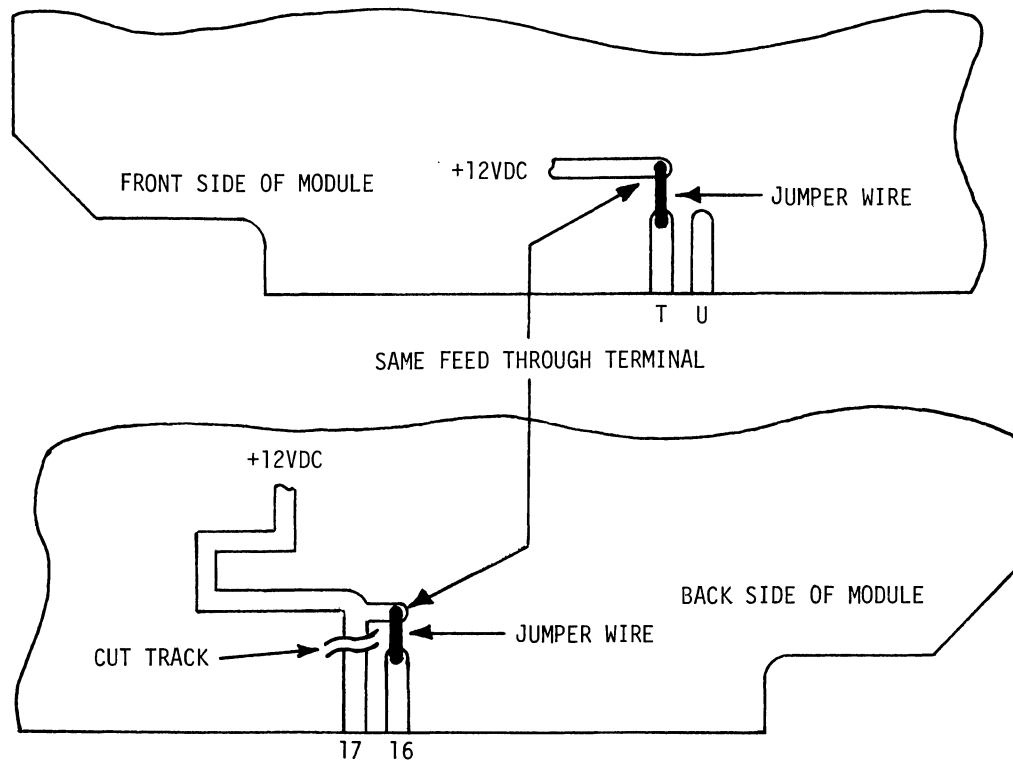 +12VDC
FRONT SIDE OF MODULE
JUMPER WIRE
T U
SAME FEED THROUGH TERMINAL
+12VDC
BACK SIDE OF MODULE
JUMPER WIRE
CUT TRACK
17 16